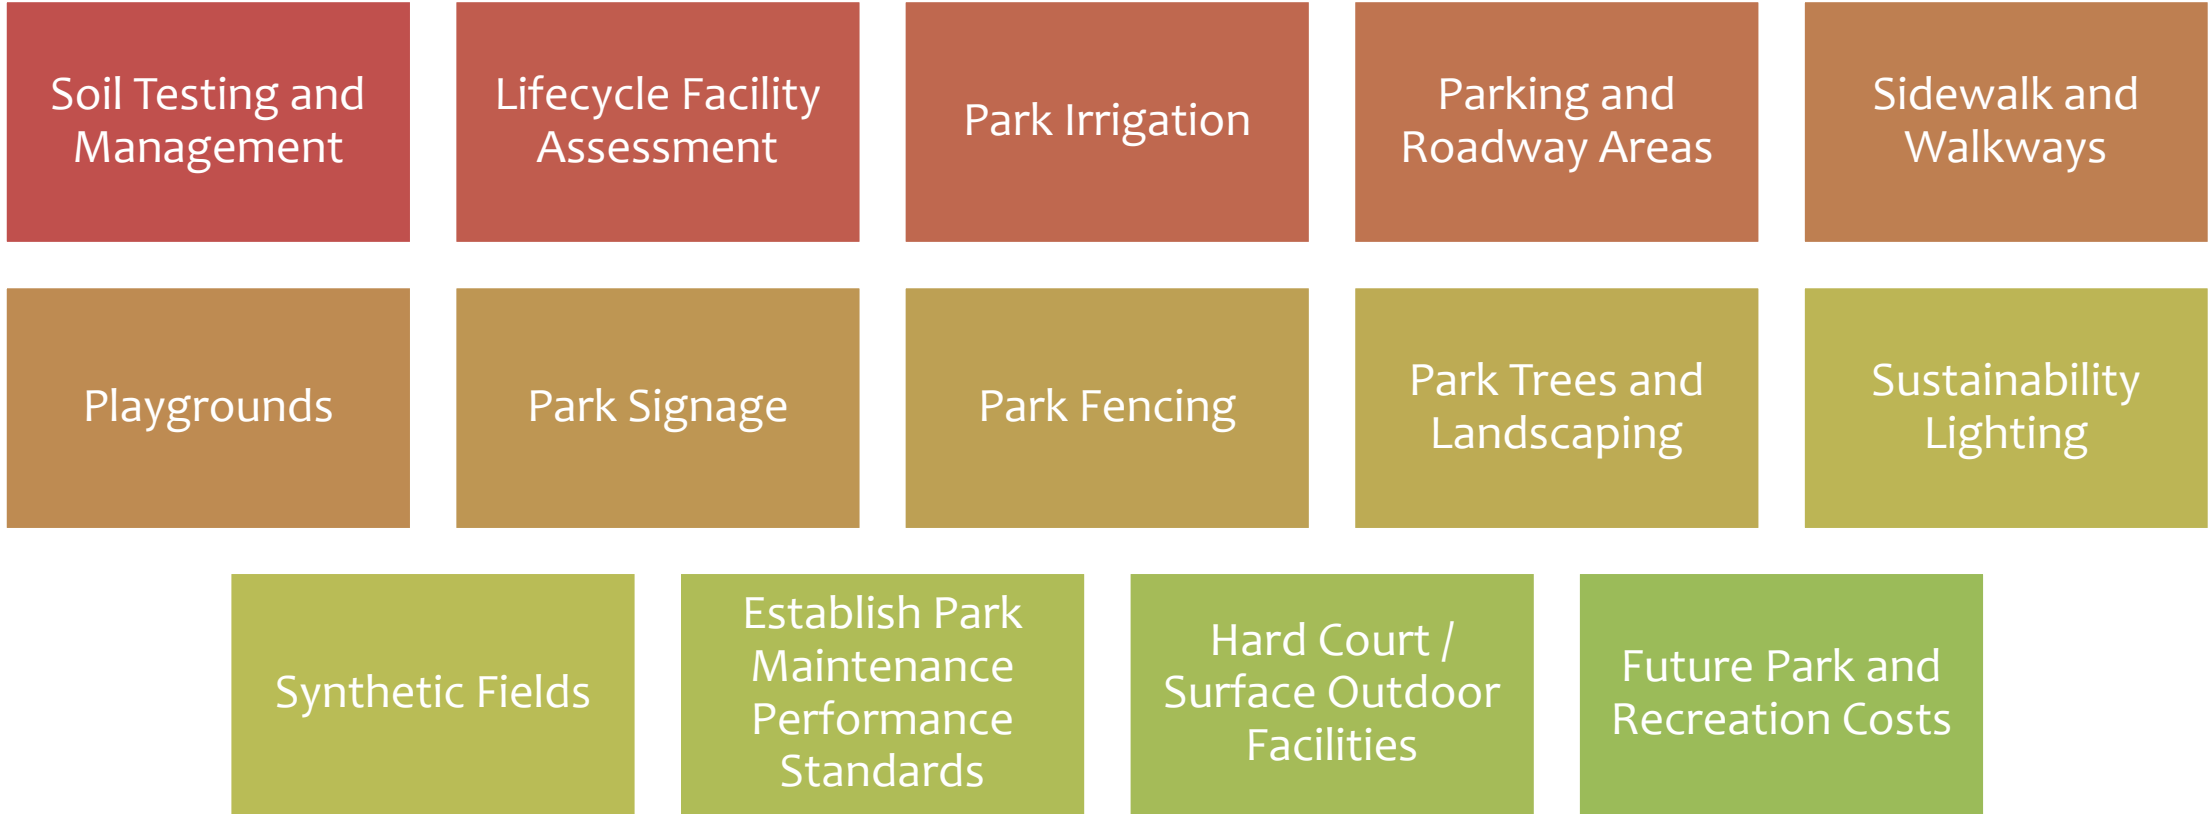 Soil Testing and
Management
Lifecycle Facility
Assessment
Park Irrigation
Parking and
Roadway Areas
Sidewalk and
Walkways
Playgrounds
Park Signage
Park Fencing
Park Trees and
Landscaping
Sustainability
Lighting
Synthetic Fields
Establish Park
Maintenance
Performance
Standards
Hard Court /
Surface Outdoor
Facilities
Future Park and
Recreation Costs